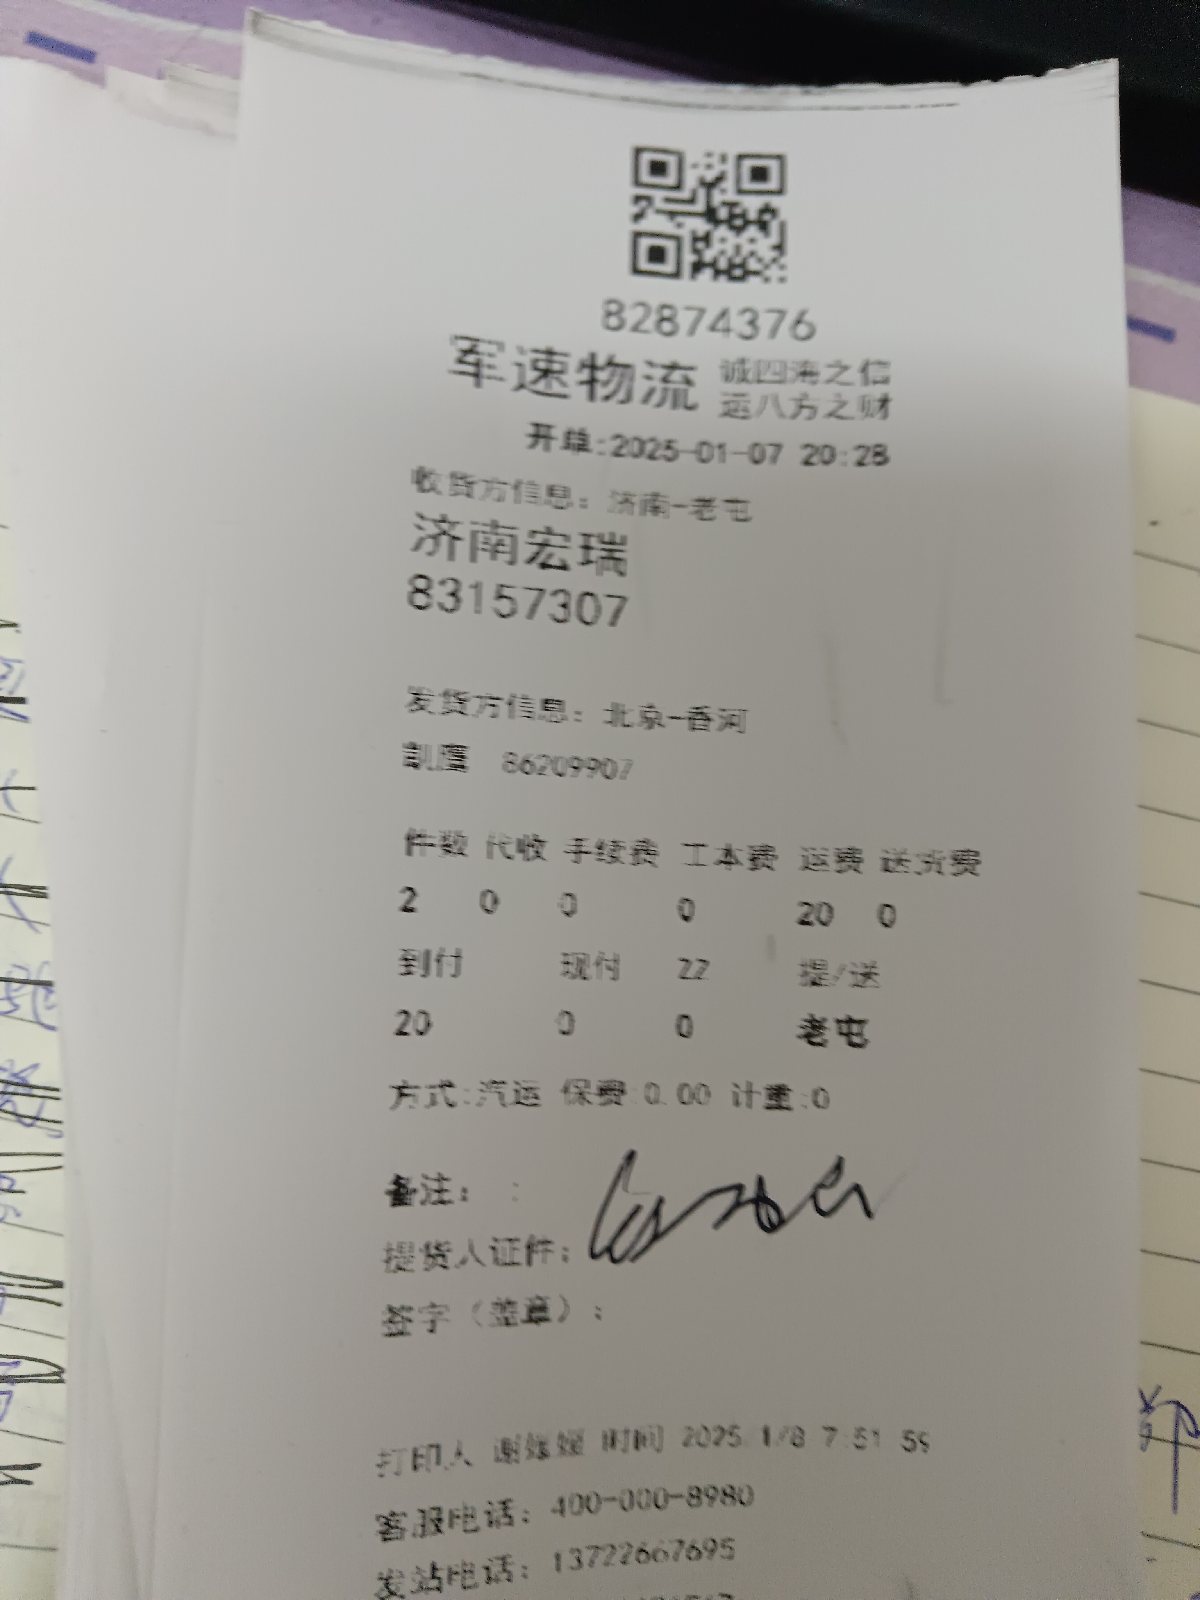 82874376
军速物流 诚四海之信
运八方之财
开单:2025-01-07 20:28
收货方信息: 济南-老屯
济南宏瑞
83157307
发货方信息: 北京-香河
凯鹰 86209907
件数 代收 手续费 工本费 运费 送货费
2 0 0 0 20 0
到付 现付 22 提/送
20 0 0 老屯
方式:汽运 保费:0.00 计重:0
备注: :
提货人证件:
签字（盖章）:
打印人 谢 时间 2025/1/8 7:51:59
客服电话: 400-000-8980
发站电话: 13722667695